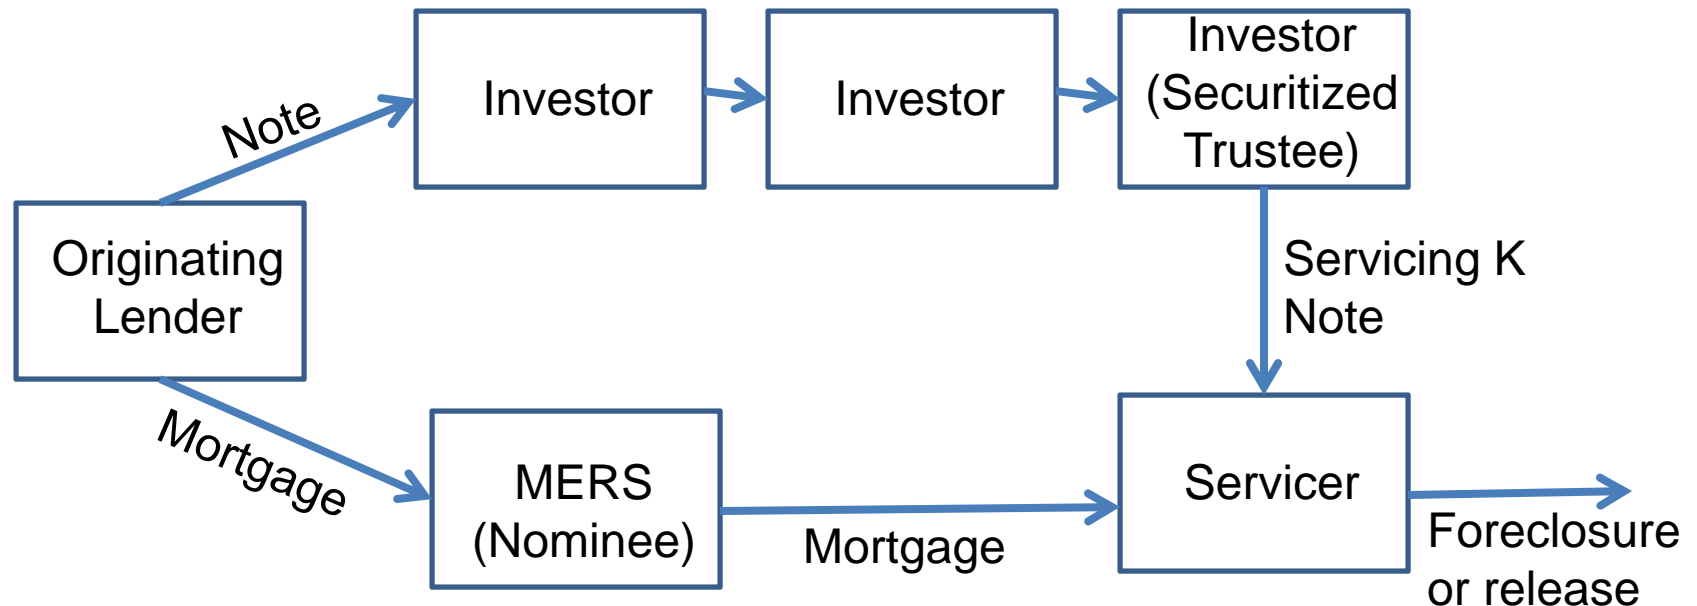 Note
Investor
Investor
Investor
(Securitized
Trustee)
Originating
Lender
Servicing K
Note
Mortgage
MERS
(Nominee)
Mortgage
Servicer
Foreclosure
or release